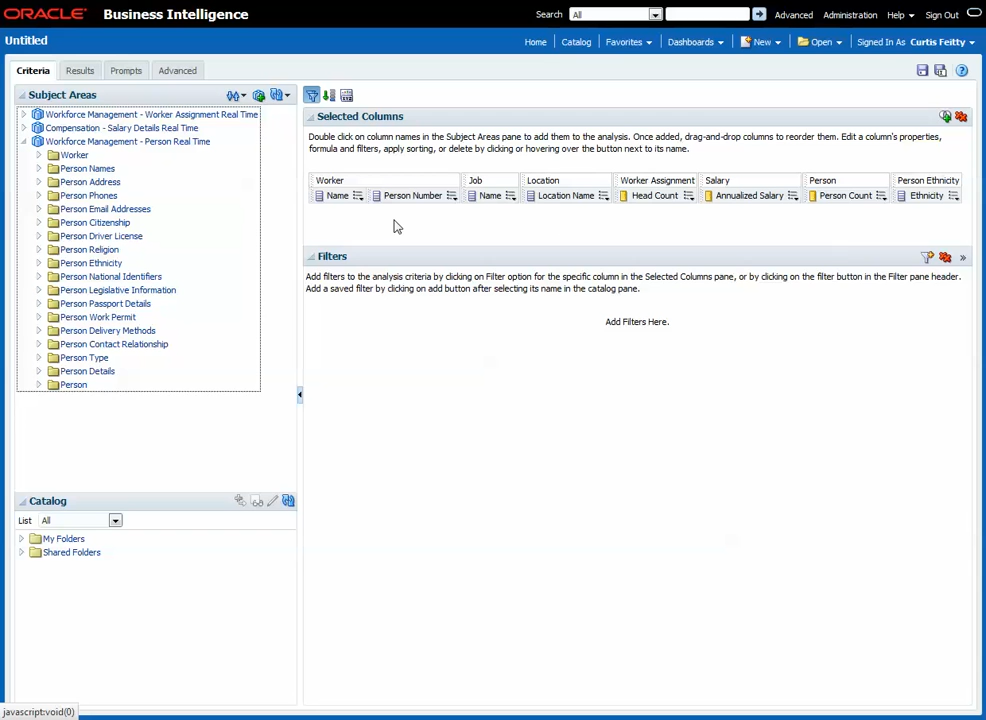 ORACLE® Business Intelligence
Search All Advanced Administration Help Sign Out
Untitled
Home Catalog Favorites Dashboards New Open Signed In As Curtis Feitty
Criteria Results Prompts Advanced
Subject Areas
Workforce Management - Worker Assignment Real Time
Compensation - Salary Details Real Time
Workforce Management - Person Real Time
Worker
Person Names
Person Address
Person Phones
Person Email Addresses
Person Citizenship
Person Driver License
Person Religion
Person Ethnicity
Person National Identifiers
Person Legislative Information
Person Passport Details
Person Work Permit
Person Delivery Methods
Person Contact Relationship
Person Type
Person Details
Person
Selected Columns
Double click on column names in the Subject Areas pane to add them to the analysis. Once added, drag-and-drop columns to reorder them. Edit a column's properties,
formula and filters, apply sorting, or delete by clicking or hovering over the button next to its name.
Worker Job Location Worker Assignment Salary Person Person Ethnicity
Name Person Number Name Location Name Head Count Annualized Salary Person Count Ethnicity
Filters
Add filters to the analysis criteria by clicking on Filter option for the specific column in the Selected Columns pane, or by clicking on the filter button in the Filter pane header.
Add a saved filter by clicking on add button after selecting its name in the catalog pane.
Add Filters Here.
Catalog
List All
My Folders
Shared Folders
javascript:void(0)